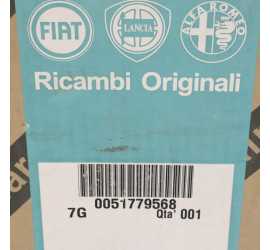 FIAT
LANCIA
ALFA ROMEO
Ricambi Originali
0051779568
7G Qta' 001